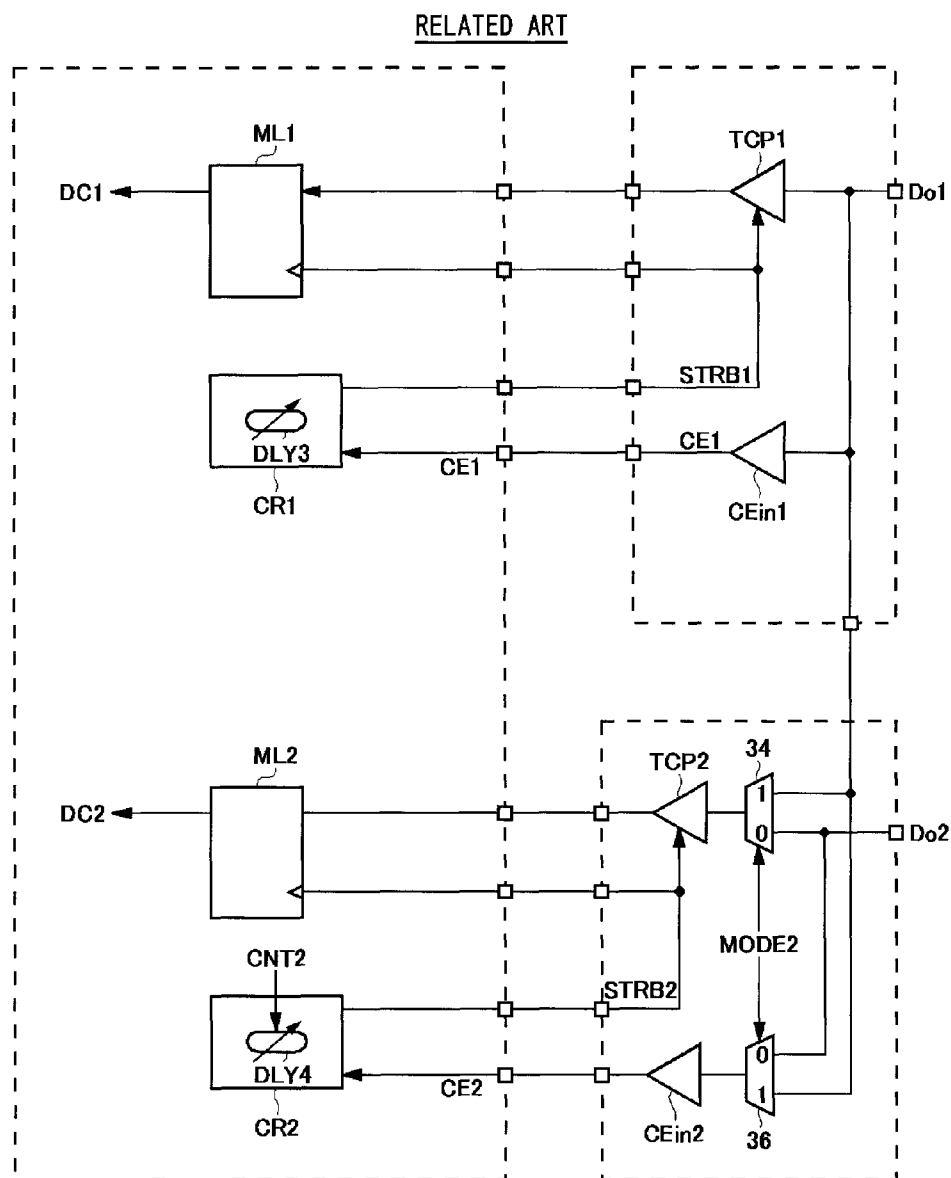 RELATED ART
ML1
TCP1
DC1
Do1
STRB1
DLY3
CE1
CE1
CR1
CEin1
ML2
TCP2
34
1
DC2
0
Do2
CNT2
MODE2
STRB2
0
DLY4
CE2
1
CR2
CEin2
36